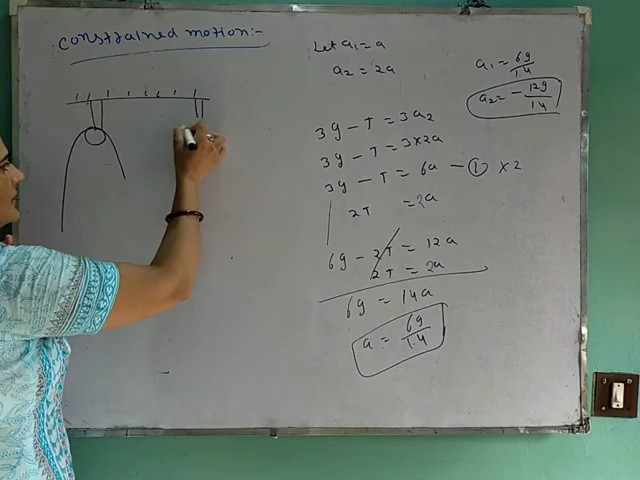 Constrained motion:-
Let a₁ = a
a₂ = 2a
3g - T = 3a₂
3g - T = 3×2a
3g - T = 6a - ① ×2
2T = 2a
6g - 2T = 12a
2T = 2a
6g = 14a
a = 6g/14
a₁ = 6g/14
a₂ = - 12g/14